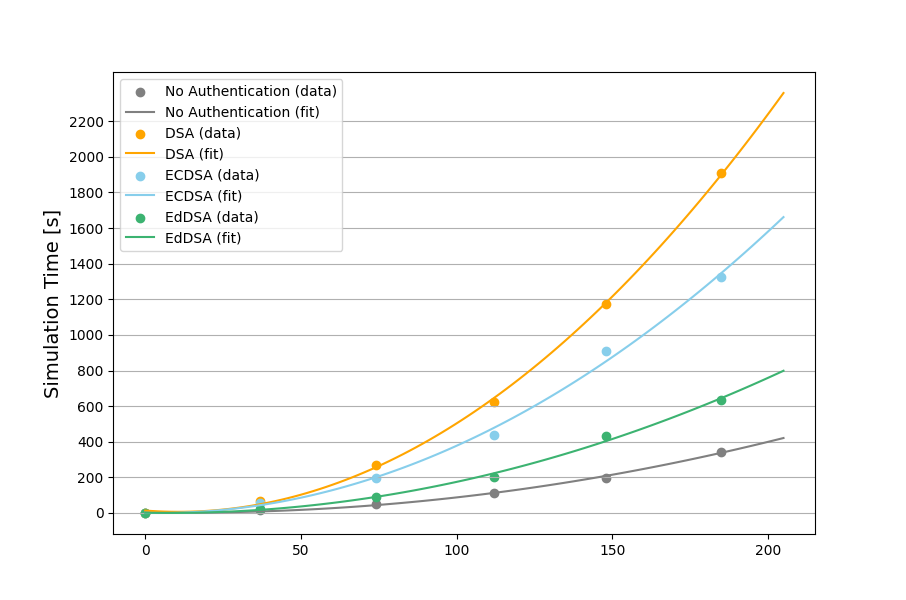 No Authentication (data)
No Authentication (fit)
DSA (data)
DSA (fit)
ECDSA (data)
ECDSA (fit)
EdDSA (data)
EdDSA (fit)
Simulation Time [s]
2200
2000
1800
1600
1400
1200
1000
800
600
400
200
0
0 50 100 150 200